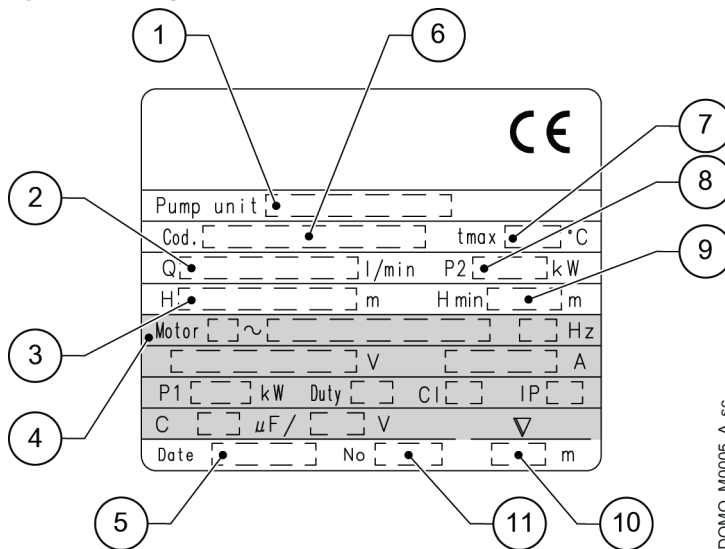 1
6
CE
7
8
2
9
Pump unit
Cod. tmax °C
Q l/min P2 kW
H m H min m
3
Motor ~ Hz
V A
P1 kW Duty Cl IP
4
C µF/ V
Date No m
5
11
10
DOMO_M0005_A_sc